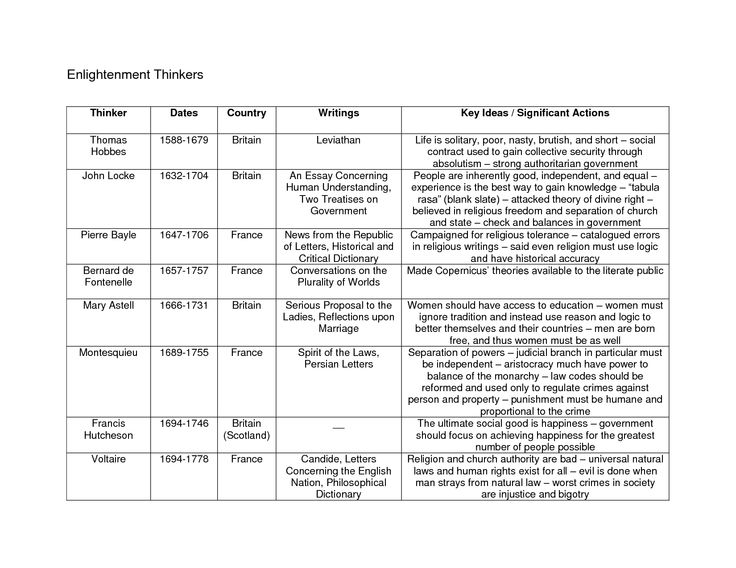 Enlightenment Thinkers
Thinker Dates Country Writings Key Ideas / Significant Actions
Thomas Hobbes 1588-1679 Britain Leviathan Life is solitary, poor, nasty, brutish, and short – social
contract used to gain collective security through
absolutism – strong authoritarian government
John Locke 1632-1704 Britain An Essay Concerning People are inherently good, independent, and equal –
Human Understanding, experience is the best way to gain knowledge – “tabula
Two Treatises on rasa” (blank slate) – attacked theory of divine right –
Government believed in religious freedom and separation of church
and state – check and balances in government
Pierre Bayle 1647-1706 France News from the Republic Campaigned for religious tolerance – catalogued errors
of Letters, Historical and in religious writings – said even religion must use logic
Critical Dictionary and have historical accuracy
Bernard de 1657-1757 France Conversations on the Made Copernicus’ theories available to the literate public
Fontenelle Plurality of Worlds
Mary Astell 1666-1731 Britain Serious Proposal to the Women should have access to education – women must
Ladies, Reflections upon ignore tradition and instead use reason and logic to
Marriage better themselves and their countries – men are born
free, and thus women must be as well
Montesquieu 1689-1755 France Spirit of the Laws, Separation of powers – judicial branch in particular must
Persian Letters be independent – aristocracy much have power to
balance of the monarchy – law codes should be
reformed and used only to regulate crimes against
person and property – punishment must be humane and
proportional to the crime
Francis 1694-1746 Britain __ The ultimate social good is happiness – government
Hutcheson (Scotland) should focus on achieving happiness for the greatest
number of people possible
Voltaire 1694-1778 France Candide, Letters Religion and church authority are bad – universal natural
Concerning the English laws and human rights exist for all – evil is done when
Nation, Philosophical man strays from natural law – worst crimes in society
Dictionary are injustice and bigotry